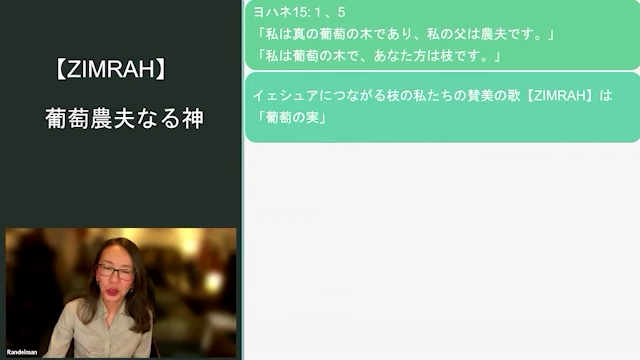 【ZIMRAH】
葡萄農夫なる神
ヨハネ15:1、5
「私は真の葡萄の木であり、私の父は農夫です。」
「私は葡萄の木で、あなた方は枝です。」
イェシュアにつながる枝の私たちの賛美の歌【ZIMRAH】は
「葡萄の実」
Randelman